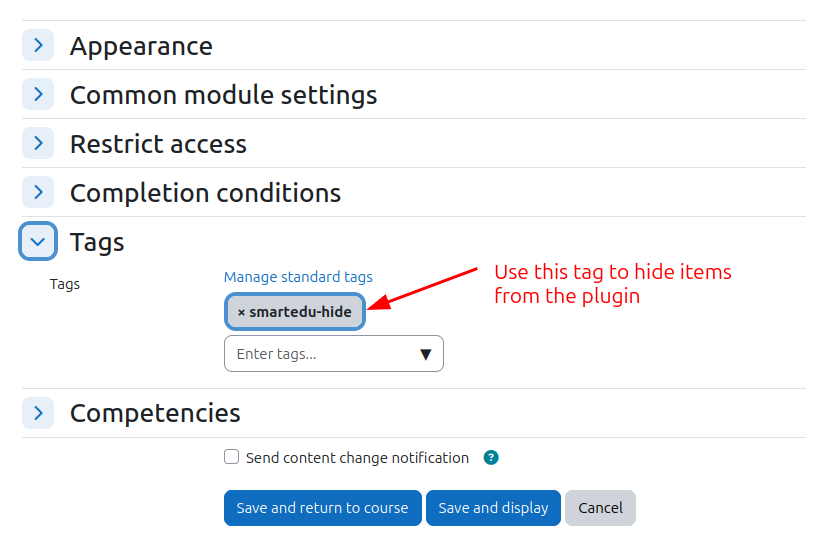 Appearance
Common module settings
Restrict access
Completion conditions
Tags
Tags
Manage standard tags
× smartedu-hide
Enter tags...
Use this tag to hide items
from the plugin
Competencies
Send content change notification
?
Save and return to course
Save and display
Cancel